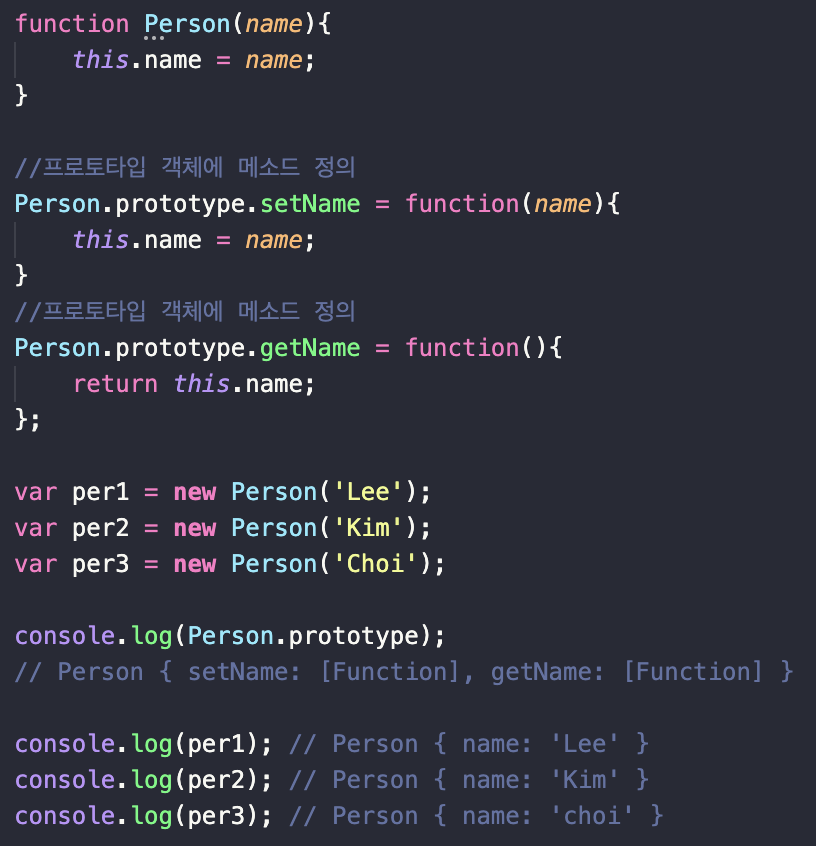 function Person(name){
    this.name = name;
}
//프로토타입 객체에 메소드 정의
Person.prototype.setName = function(name){
    this.name = name;
}
//프로토타입 객체에 메소드 정의
Person.prototype.getName = function(){
    return this.name;
};
var per1 = new Person('Lee');
var per2 = new Person('Kim');
var per3 = new Person('Choi');
console.log(Person.prototype);
// Person { setName: [Function], getName: [Function] }
console.log(per1); // Person { name: 'Lee' }
console.log(per2); // Person { name: 'Kim' }
console.log(per3); // Person { name: 'choi' }